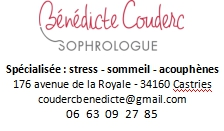 Bénédicte Couderc
SOPHROLOGUE
Spécialisée : stress - sommeil - acouphènes
176 avenue de la Royale - 34160 Castries
coudercbenedicte@gmail.com
06 63 09 27 85